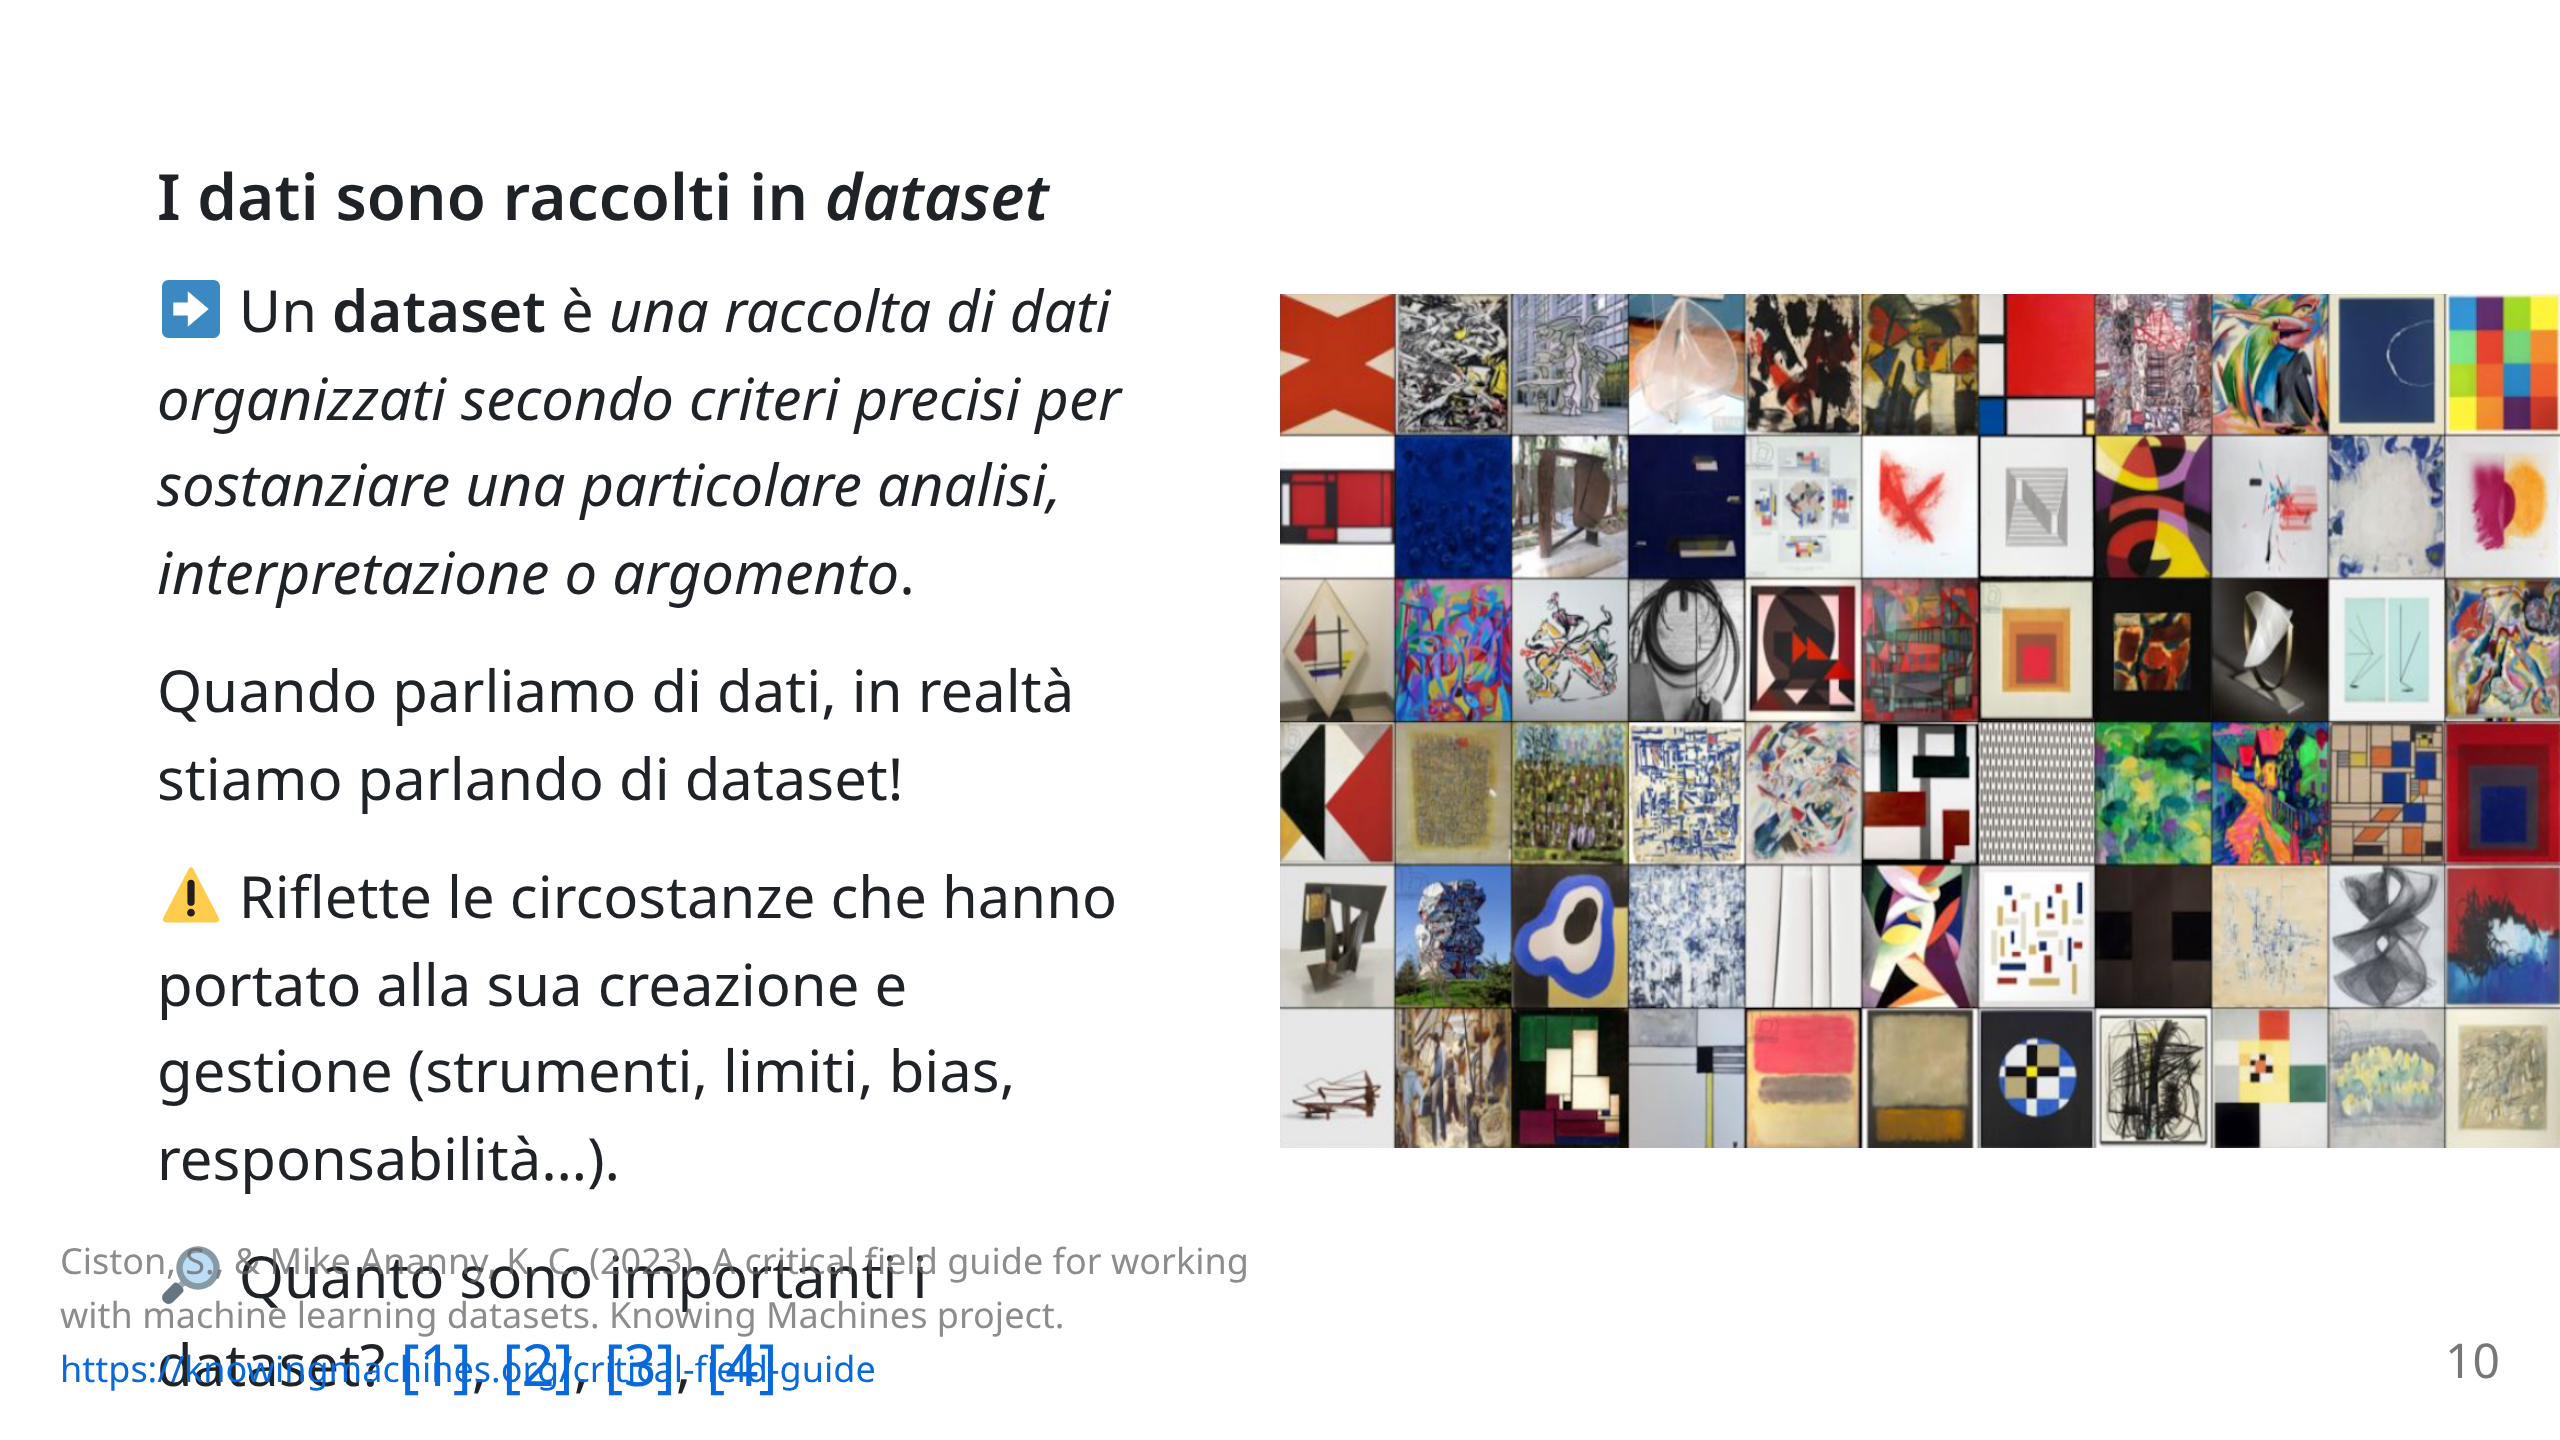 I dati sono raccolti in dataset
➡️ Un dataset è una raccolta di dati
organizzati secondo criteri precisi per
sostanziare una particolare analisi,
interpretazione o argomento.
Quando parliamo di dati, in realtà
stiamo parlando di dataset!
⚠️ Riflette le circostanze che hanno
portato alla sua creazione e
gestione (strumenti, limiti, bias,
responsabilità...).
🔎 Quanto sono importanti i
dataset? [1], [2], [3], [4]
Ciston, S., & Mike Ananny, K. C. (2023). A critical field guide for working
with machine learning datasets. Knowing Machines project.
https://knowingmachines.org/critical-field-guide
10